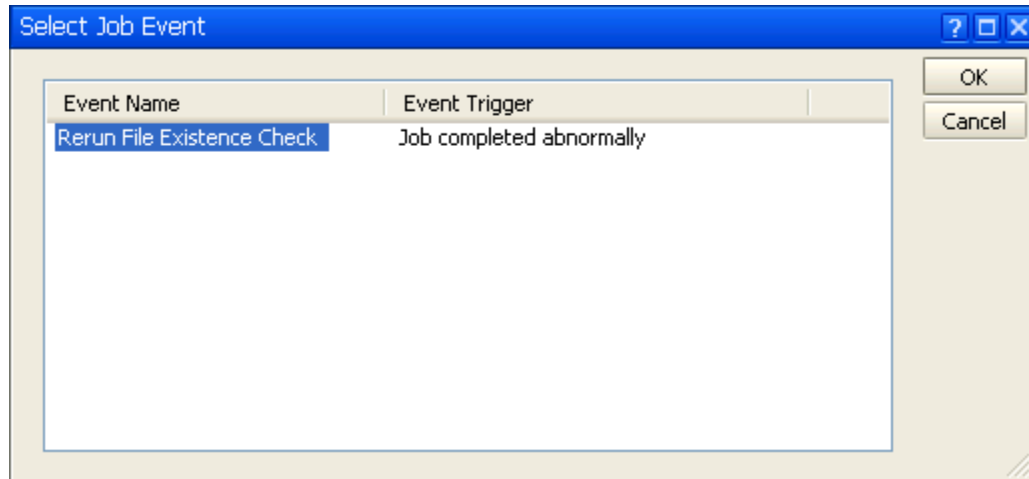 Select Job Event
OK
Cancel
Event Name Event Trigger
Rerun File Existence Check Job completed abnormally